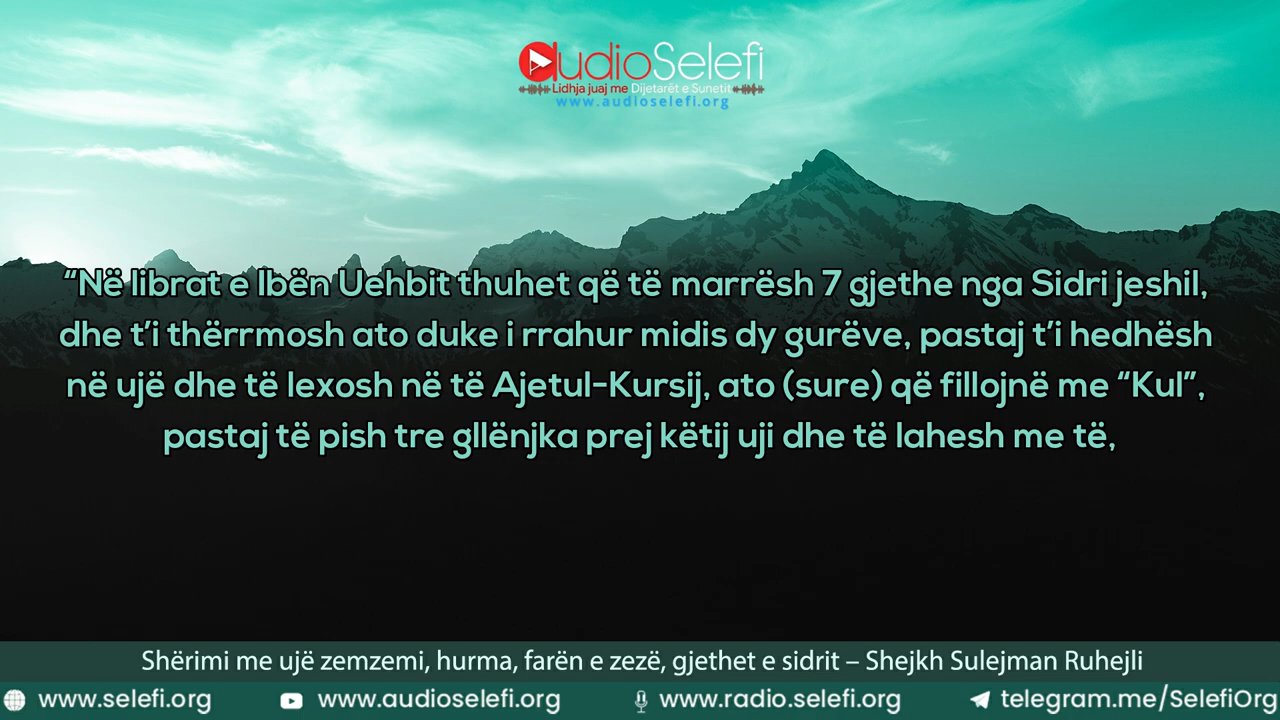 audioSelefi
Lidhja juaj me Dijetarët e Sunetit
www.audioselefi.org
“Në librat e Ibën Uehbit thuhet që të marrësh 7 gjethe nga Sidri jeshil,
dhe t’i thërrmosh ato duke i rrahur midis dy gurëve, pastaj t’i hedhësh
në ujë dhe të lexosh në të Ajetul-Kursij, ato (sure) që fillojnë me “Kul”,
pastaj të pish tre gllënjka prej këtij uji dhe të lahesh me të,
Shërimi me ujë zemzemi, hurma, farën e zezë, gjethet e sidrit – Shejkh Sulejman Ruhejli
www.selefi.org www.audioselefi.org www.radio.selefi.org telegram.me/SelefiOrg